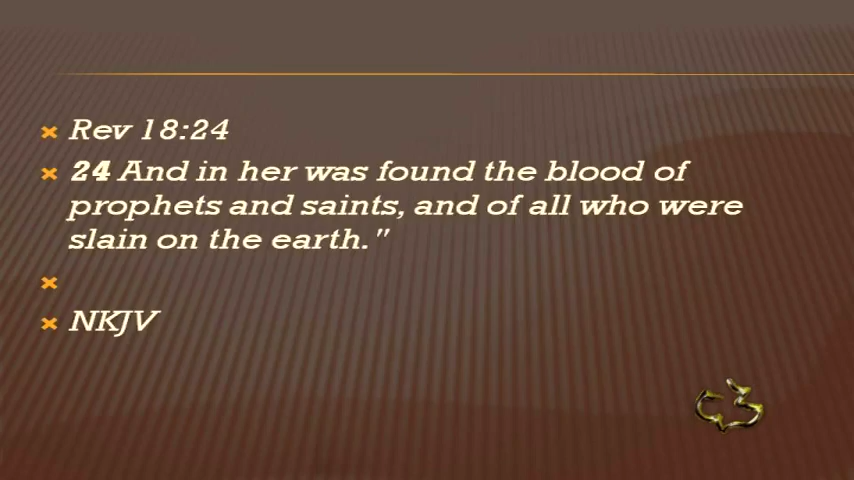 Rev 18:24
24 And in her was found the blood of
prophets and saints, and of all who were
slain on the earth."
NKJV